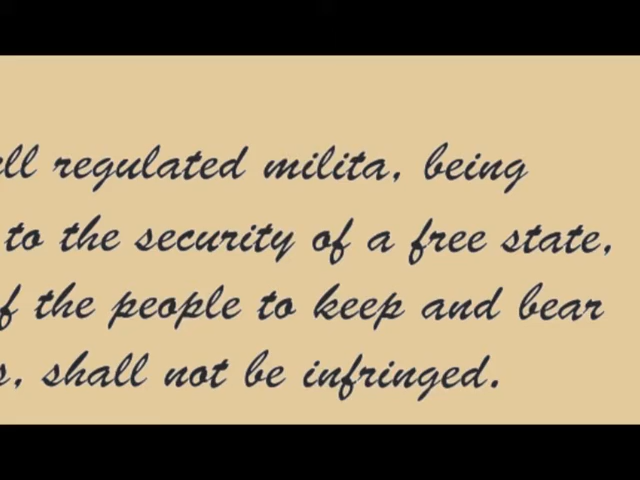 ll regulated milita, being
to the security of a free state,
f the people to keep and bear
s, shall not be infringed.